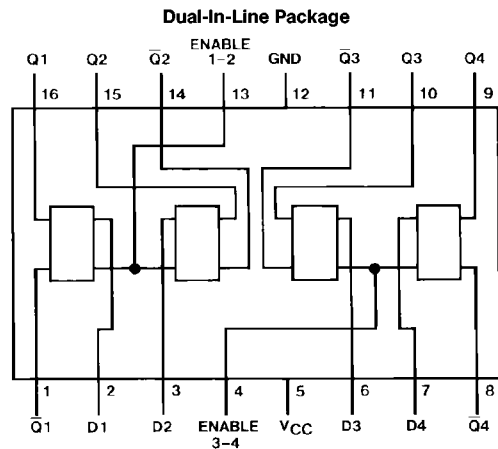 Dual-In-Line Package
ENABLE
Q1 Q2 Q̅2 1–2 GND Q̅3 Q3 Q4
16 15 14 13 12 11 10 9
1 2 3 4 5 6 7 8
Q̅1 D1 D2 ENABLE VCC D3 D4 Q̅4
3–4